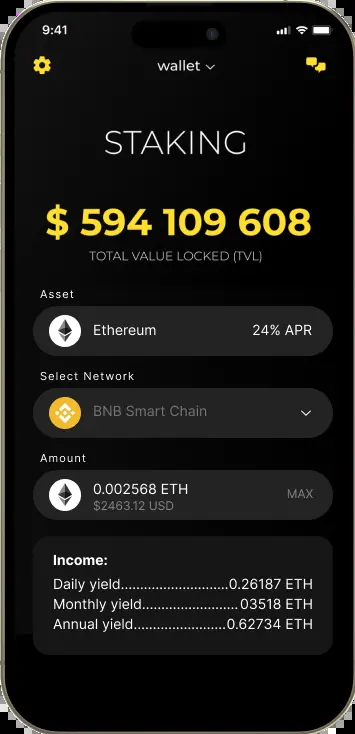 9:41
wallet
STAKING
$ 594 109 608
TOTAL VALUE LOCKED (TVL)
Asset
Ethereum 24% APR
Select Network
BNB Smart Chain
Amount
0.002568 ETH MAX
$2463.12 USD
Income:
Daily yield............................0.26187 ETH
Monthly yield......................... 03518 ETH
Annual yield........................0.62734 ETH